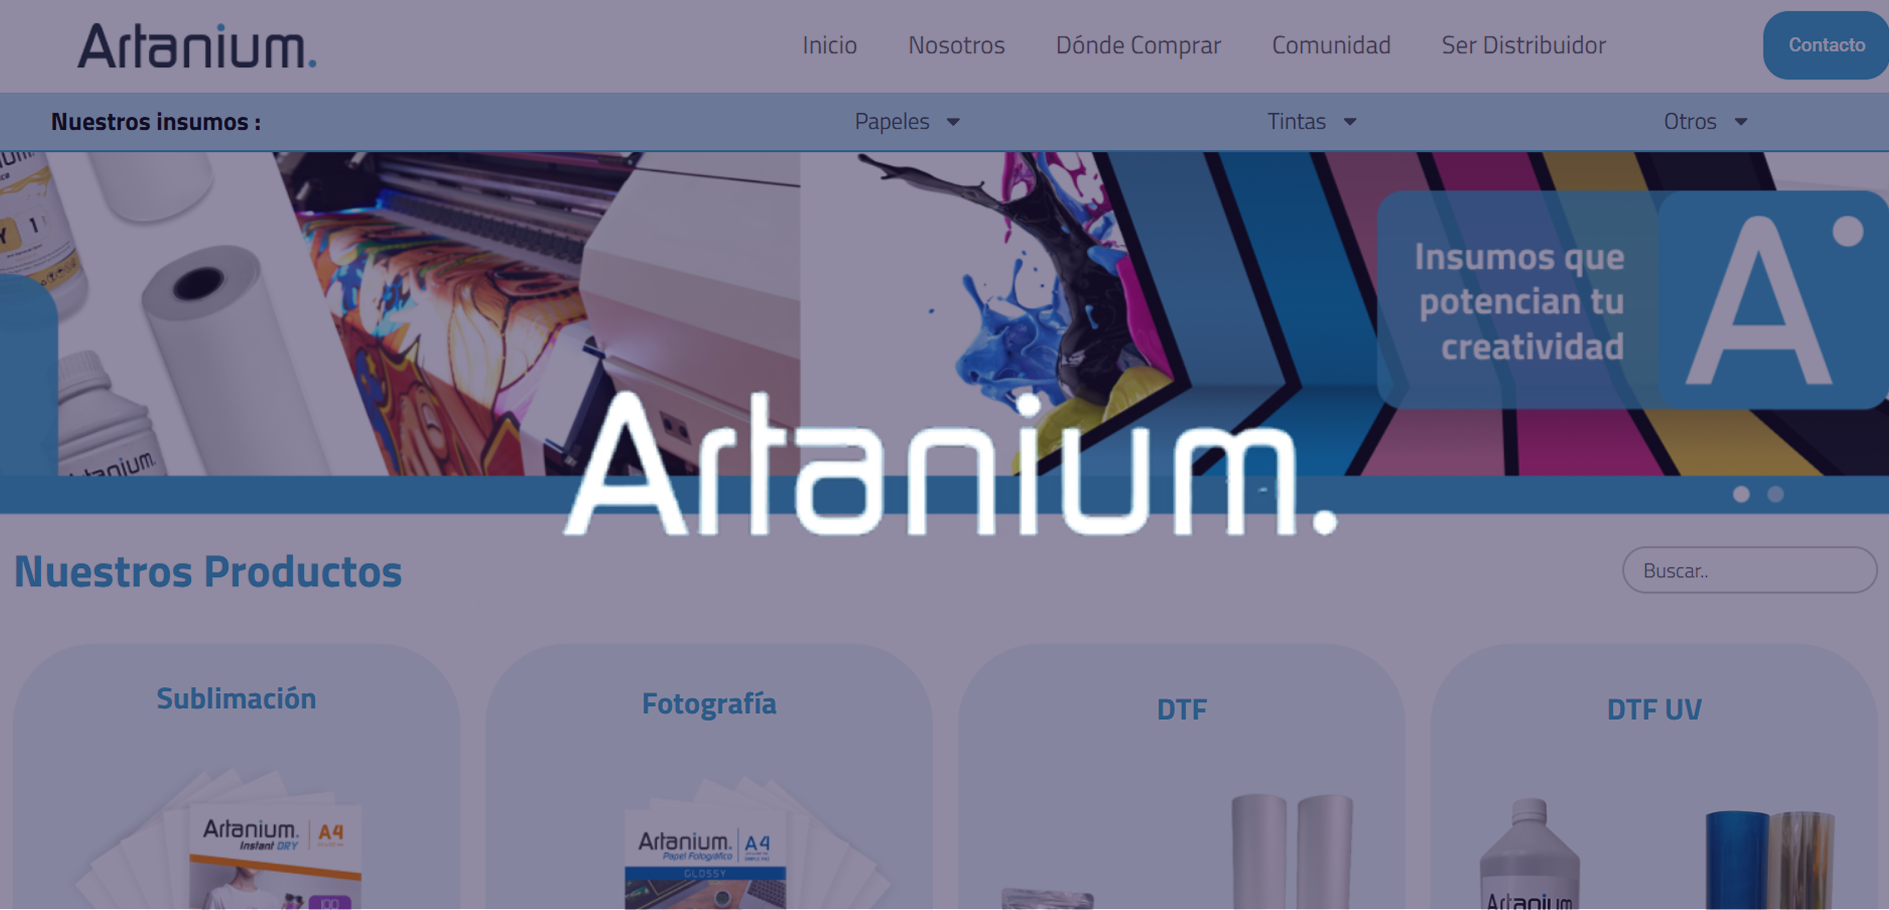 Artanium.
Inicio
Nosotros
Dónde Comprar
Comunidad
Ser Distribuidor
Contacto
Nuestros insumos :
Papeles
Tintas
Otros
Insumos que
potencian tu
creatividad
A
Artanium.
Nuestros Productos
Buscar..
Sublimación
Fotografía
DTF
DTF UV
Artanium.
A4
Instant DRY
100
Artanium.
A4
Papel Fotográfico
GLOSSY
Artanium